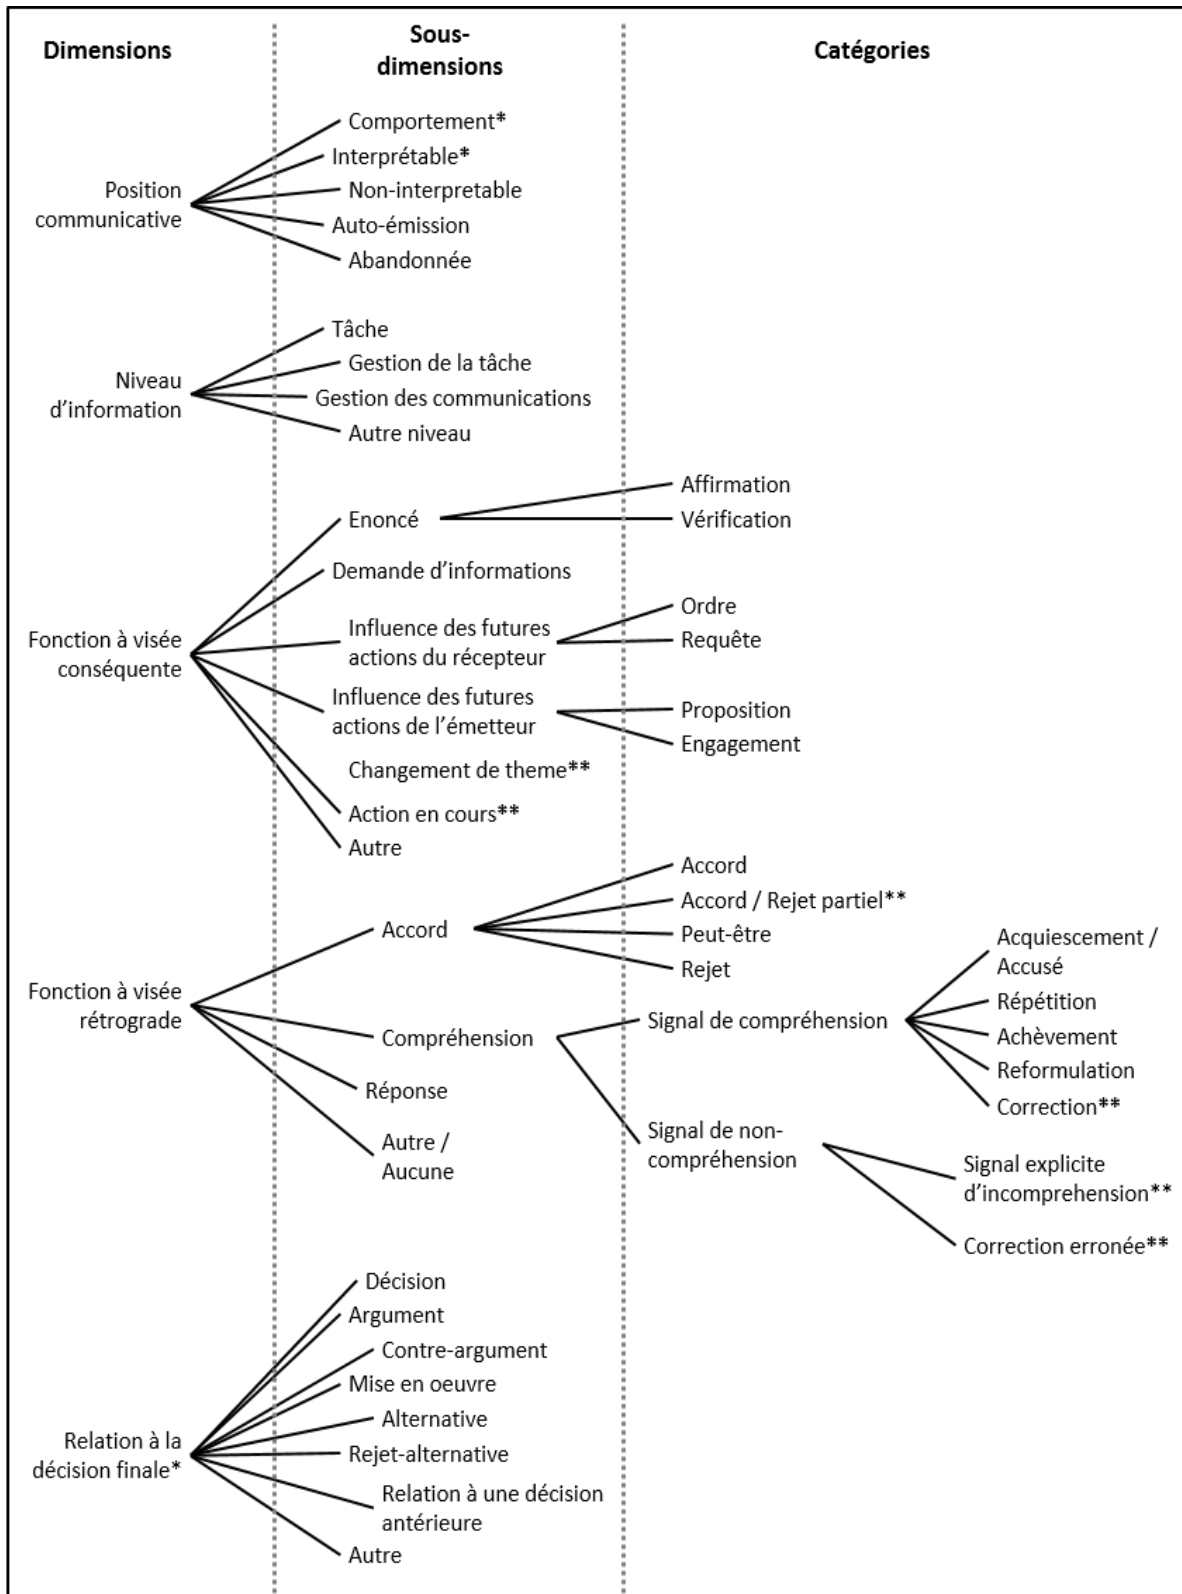 Dimensions
Sous-
dimensions
Catégories
Position
communicative
Comportement*
Interprétable*
Non-interpretable
Auto-émission
Abandonnée
Niveau
d'information
Tâche
Gestion de la tâche
Gestion des communications
Autre niveau
Fonction à visée
conséquente
Enoncé
Affirmation
Vérification
Demande d'informations
Influence des futures
actions du récepteur
Ordre
Requête
Influence des futures
actions de l'émetteur
Proposition
Engagement
Changement de theme**
Action en cours**
Autre
Fonction à visée
rétrograde
Accord
Accord
Accord / Rejet partiel**
Peut-être
Rejet
Compréhension
Signal de compréhension
Acquiescement /
Accusé
Répétition
Achèvement
Reformulation
Correction**
Signal de non-
compréhension
Signal explicite
d'incomprehension**
Correction erronée**
Réponse
Autre /
Aucune
Relation à la
décision finale*
Décision
Argument
Contre-argument
Mise en oeuvre
Alternative
Rejet-alternative
Relation à une décision
antérieure
Autre